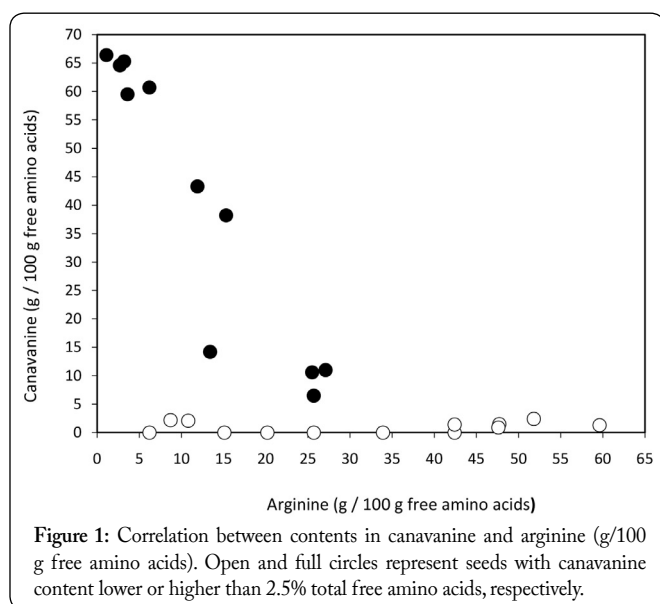 70
65
60
55
50
45
40
35
30
25
20
15
10
5
0
Canavanine (g / 100 g free amino acids)
0 5 10 15 20 25 30 35 40 45 50 55 60 65
Arginine (g / 100 g free amino acids)
Figure 1: Correlation between contents in canavanine and arginine (g/100
g free amino acids). Open and full circles represent seeds with canavanine
content lower or higher than 2.5% total free amino acids, respectively.